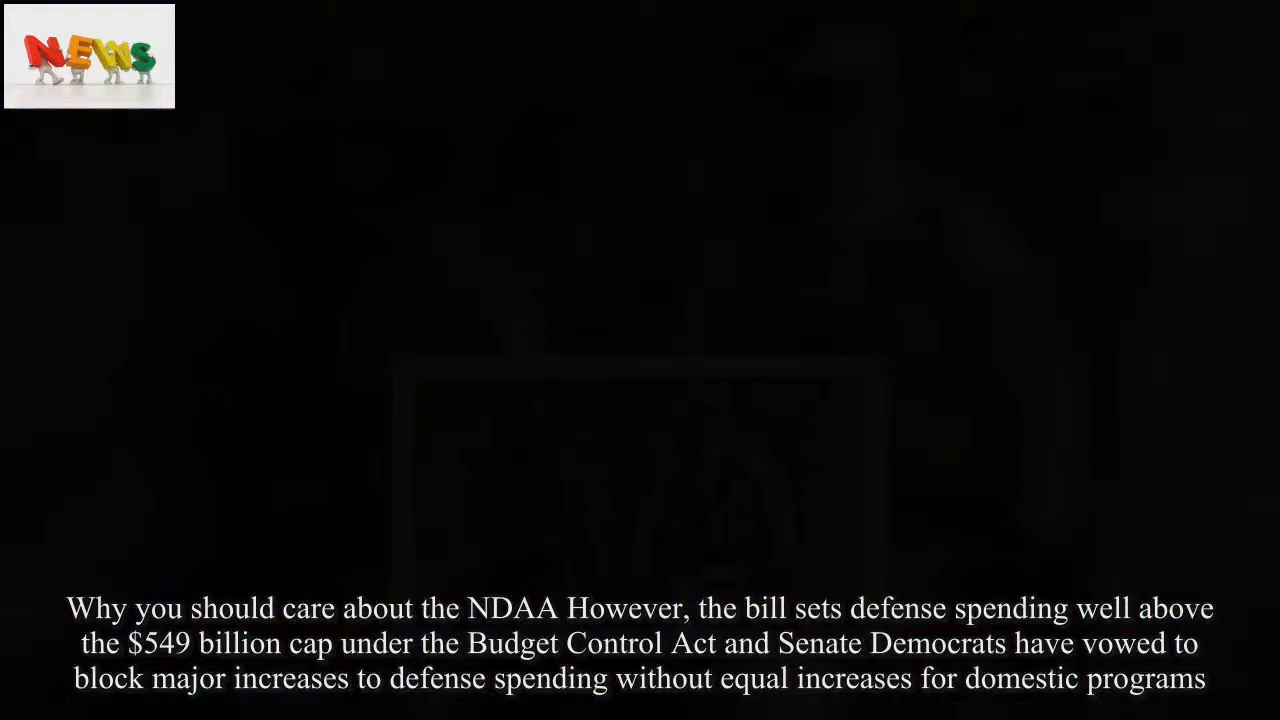 NEWS
Why you should care about the NDAA However, the bill sets defense spending well above
the $549 billion cap under the Budget Control Act and Senate Democrats have vowed to
block major increases to defense spending without equal increases for domestic programs